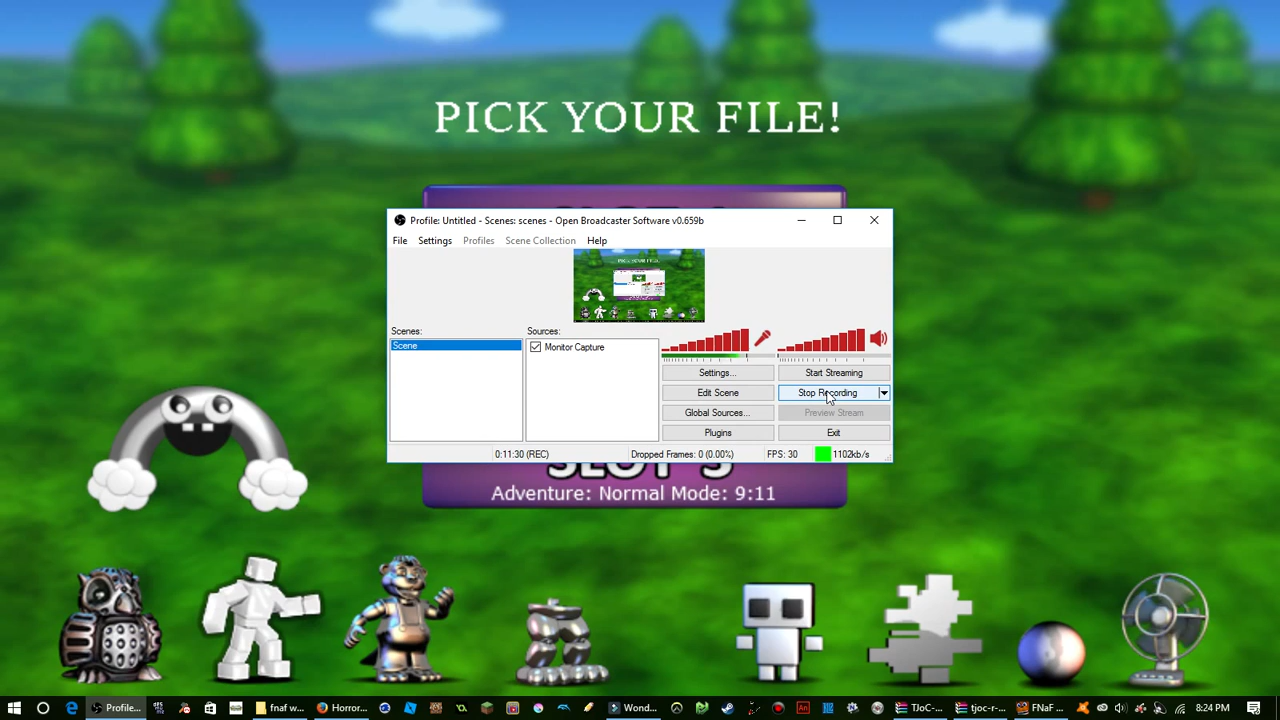 PICK YOUR FILE!
Profile: Untitled - Scenes: scenes - Open Broadcaster Software v0.659b
File Settings Profiles Scene Collection Help
Scenes:
Scene
Sources:
Monitor Capture
Settings...
Start Streaming
Edit Scene
Stop Recording
Global Sources...
Preview Stream
Plugins
Exit
0:11:30 (REC)
Dropped Frames: 0 (0.00%)
FPS: 30
1102kb/s
SLOT 3
Adventure: Normal Mode: 9:11
Profile...
fnaf w...
Horror...
Wond...
TJoC-...
tjoc-r-...
FNaF ...
8:24 PM